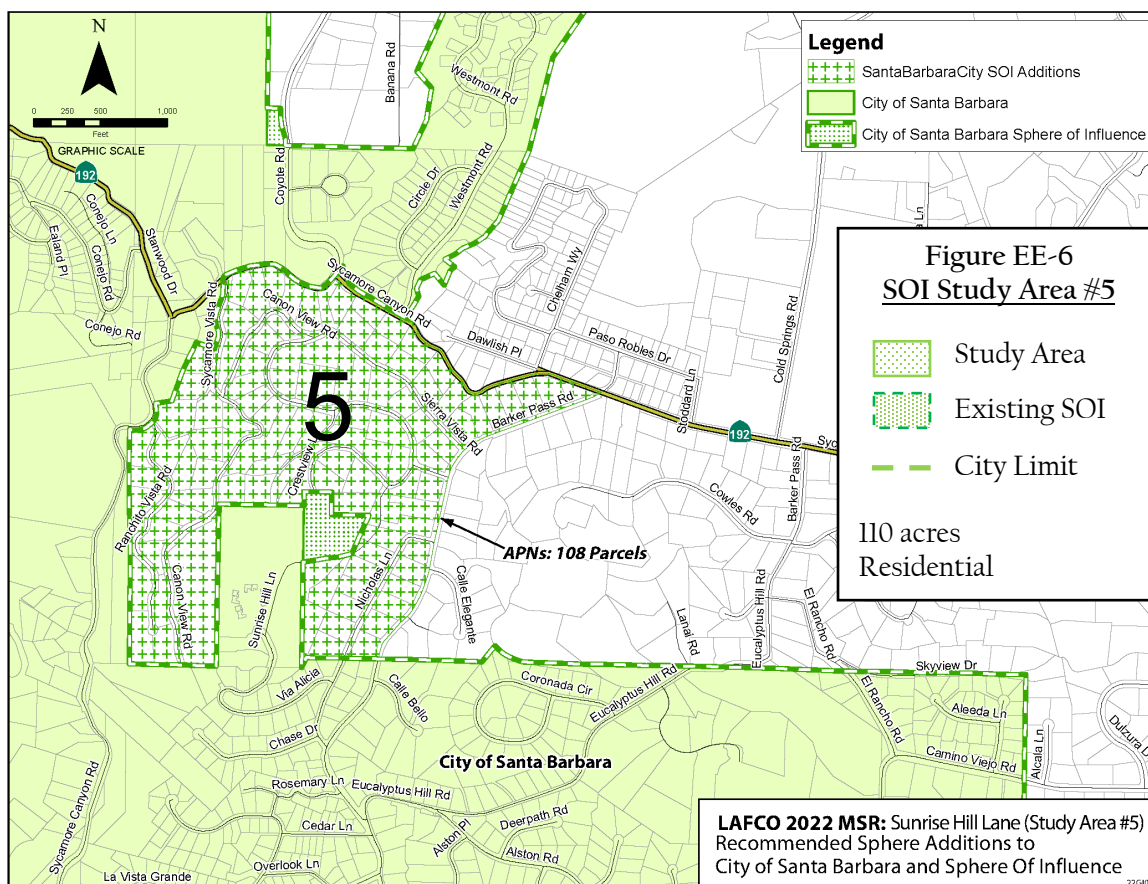 N
0 250 500 1,000
Feet
GRAPHIC SCALE
Legend
SantaBarbaraCity SOI Additions
City of Santa Barbara
City of Santa Barbara Sphere of Influence
Figure EE-6
SOI Study Area #5
Study Area
Existing SOI
City Limit
110 acres
Residential
192
Banana Rd
Westmont Rd
Coyote Rd
Circle Dr
Westmont Rd
Conejo Ln
Ealand Pl
Conejo Rd
Stanwood Dr
Conejo Rd
Sycamore Vista Rd
Sycamore Canyon Rd
Canon View Rd
Chelham Wy
Dawlish Pl
Paso Robles Dr
Stoddard Ln
Cold Springs Rd
5
Sierra Vista Rd
Barker Pass Rd
192
Barker Pass Rd
Ranchito Vista Rd
Cowles Rd
APNs: 108 Parcels
Canon View Rd
Sunrise Hill Ln
Nicholas Ln
Calle Elegante
Lanai Rd
Eucalyptus Hill Rd
El Rancho Rd
Skyview Dr
Via Alicia
Calle Bello
Coronada Cir
Eucalyptus Hill Rd
El Rancho Rd
Aleeda Ln
Camino Viejo Rd
Alcala Ln
Chase Dr
City of Santa Barbara
Rosemary Ln
Eucalyptus Hill Rd
Deerpath Rd
Cedar Ln
Alston Pl
Alston Rd
Overlook Ln
La Vista Grande
Sycamore Canyon Rd
LAFCO 2022 MSR: Sunrise Hill Lane (Study Area #5)
Recommended Sphere Additions to
City of Santa Barbara and Sphere Of Influence